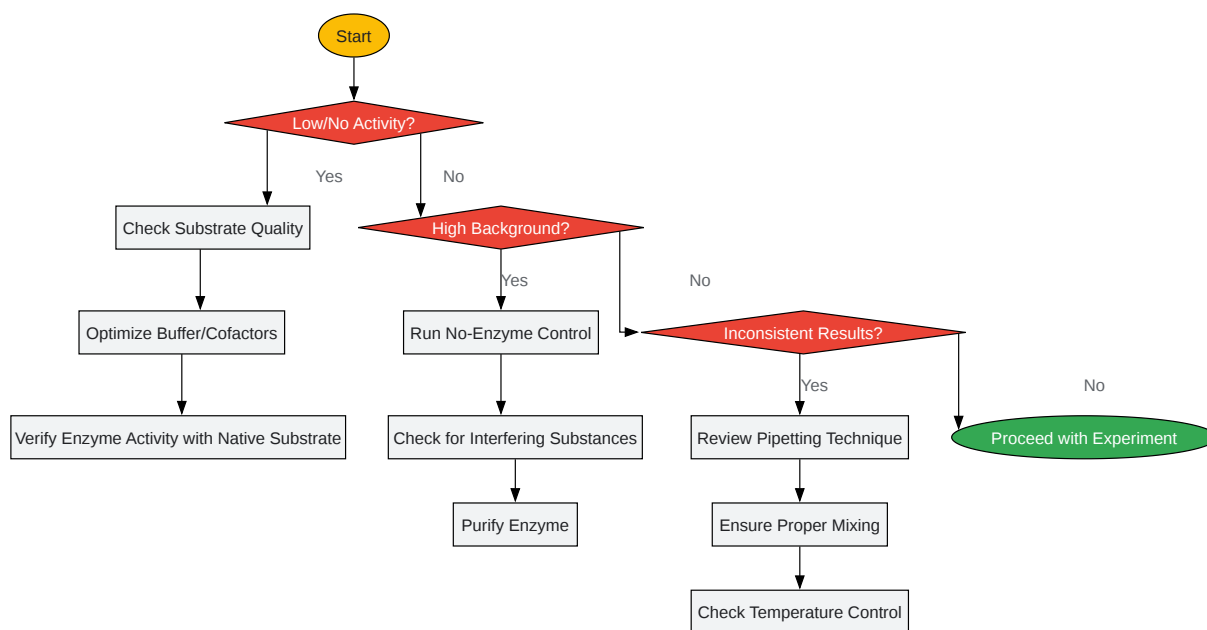 Start
Low/No Activity?
Yes
No
Check Substrate Quality
High Background?
Yes
No
Optimize Buffer/Cofactors
Run No-Enzyme Control
Inconsistent Results?
Yes
No
Verify Enzyme Activity with Native Substrate
Check for Interfering Substances
Review Pipetting Technique
Proceed with Experiment
Purify Enzyme
Ensure Proper Mixing
Check Temperature Control